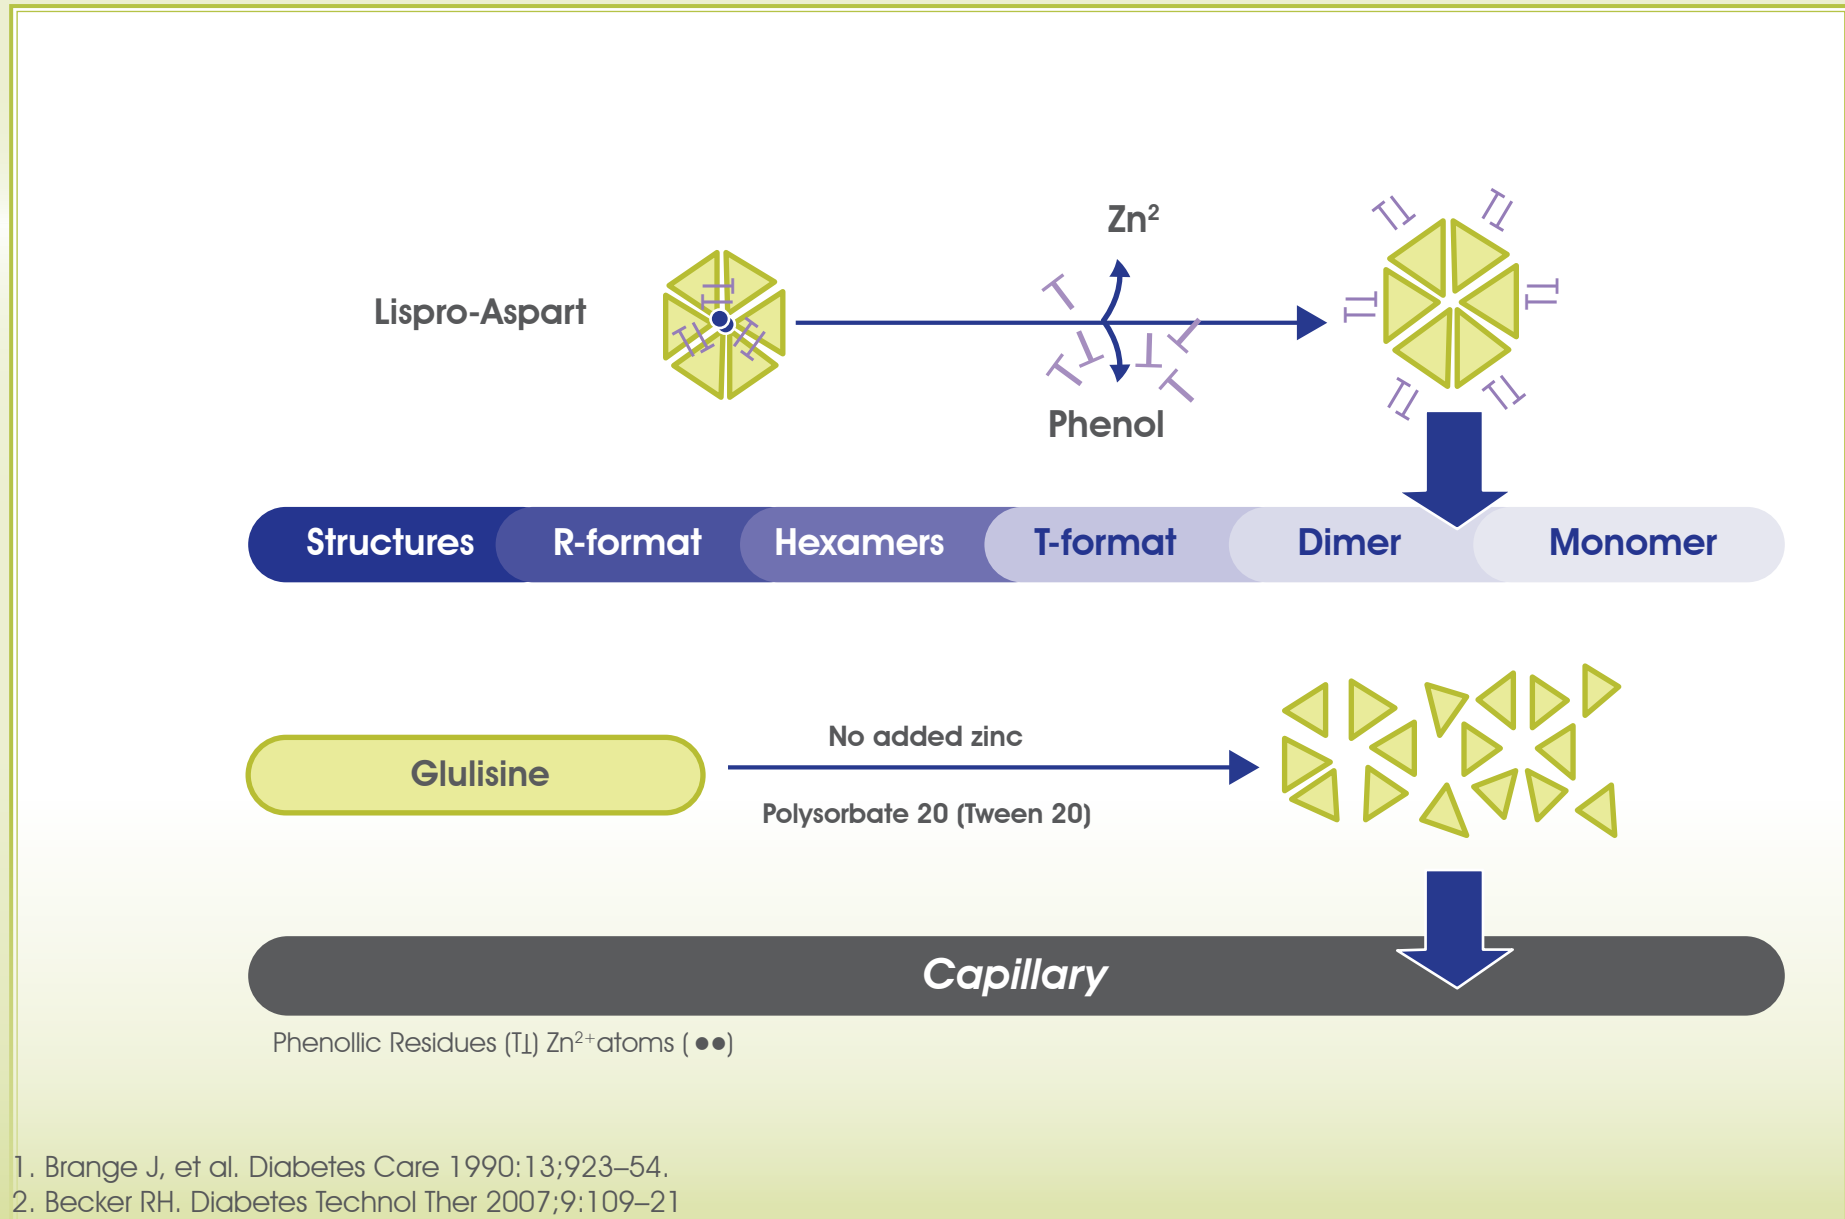 Zn²
Lispro-Aspart
Phenol
Structures R-format Hexamers T-format Dimer Monomer
No added zinc
Glulisine
Polysorbate 20 (Tween 20)
Capillary
Phenollic Residues (T⊥) Zn²⁺atoms ( ●●)
1. Brange J, et al. Diabetes Care 1990:13;923–54.
2. Becker RH. Diabetes Technol Ther 2007;9:109–21